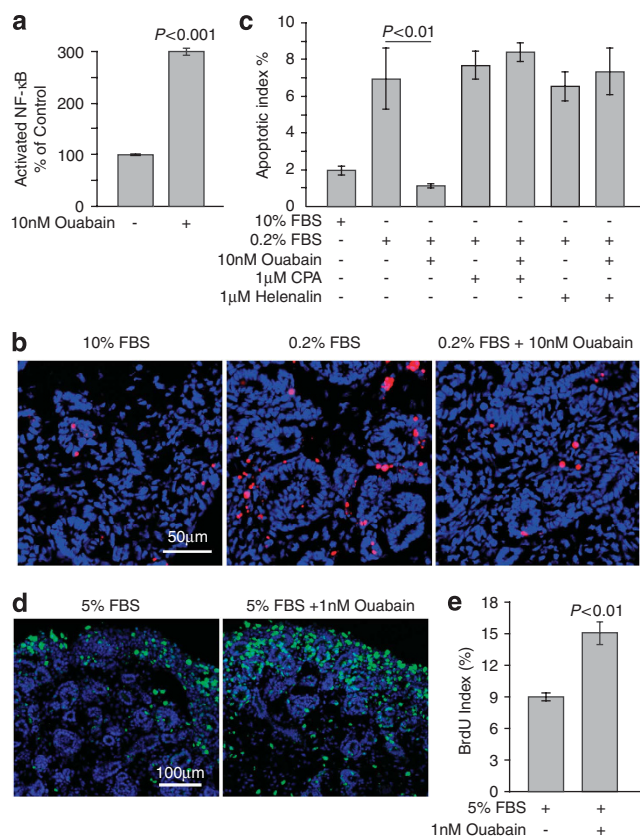 a
Activated NF-κB
% of Control
300
200
100
P<0.001
10nM Ouabain - +
c
Apoptotic index %
10
8
6
4
2
0
P<0.01
10% FBS + - - - - - -
0.2% FBS - + + + + + +
10nM Ouabain - - + - + - +
1µM CPA - - - + + - -
1µM Helenalin - - - - - + +
b
10% FBS
0.2% FBS
0.2% FBS + 10nM Ouabain
50µm
d
5% FBS
5% FBS +1nM Ouabain
100µm
e
BrdU Index (%)
18
15
12
9
6
3
0
P<0.01
5% FBS + +
1nM Ouabain - +